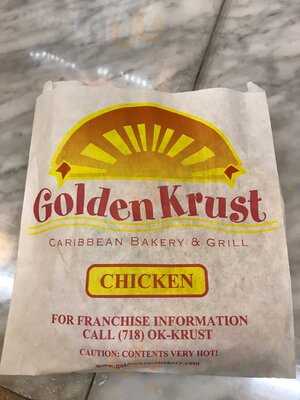 Golden Krust
CARIBBEAN BAKERY & GRILL
CHICKEN
FOR FRANCHISE INFORMATION
CALL (718) OK-KRUST
CAUTION: CONTENTS VERY HOT!